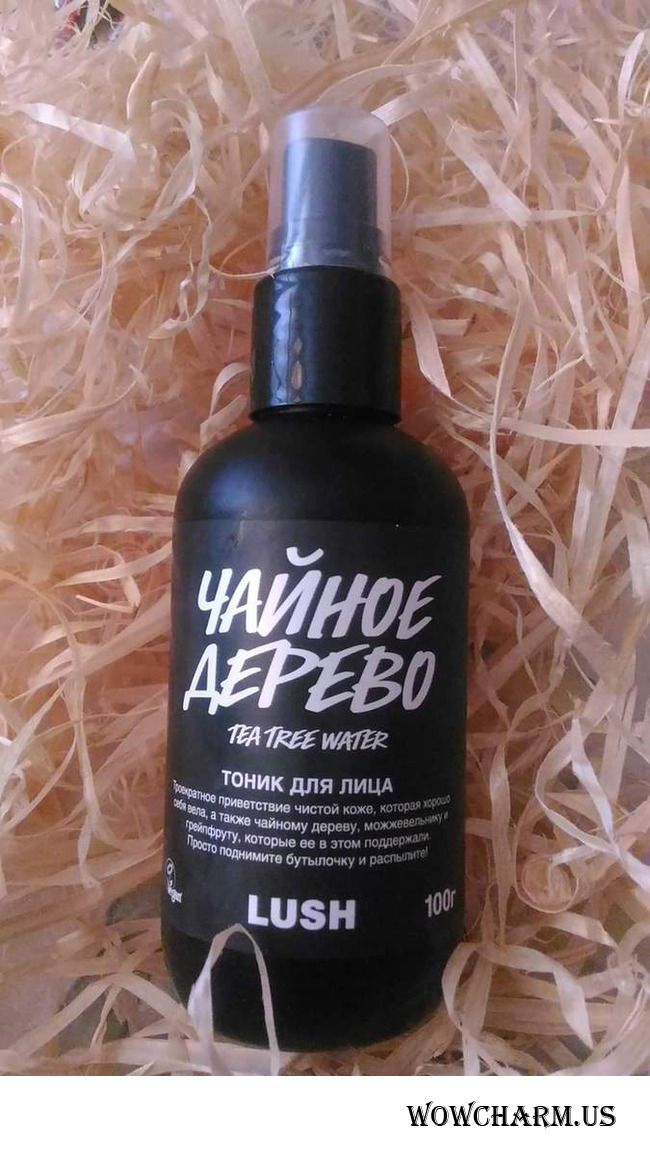 ЧАЙНОЕ
ДЕРЕВО
TEA TREE WATER
ТОНИК ДЛЯ ЛИЦА
Троекратное приветствие чистой коже, которая хорошо
себя вела, а также чайному дереву, можжевельнику и
грейпфруту, которые ее в этом поддержали.
Просто поднимите бутылочку и распылите!
Vegan
LUSH
100г
WOWCHARM.US